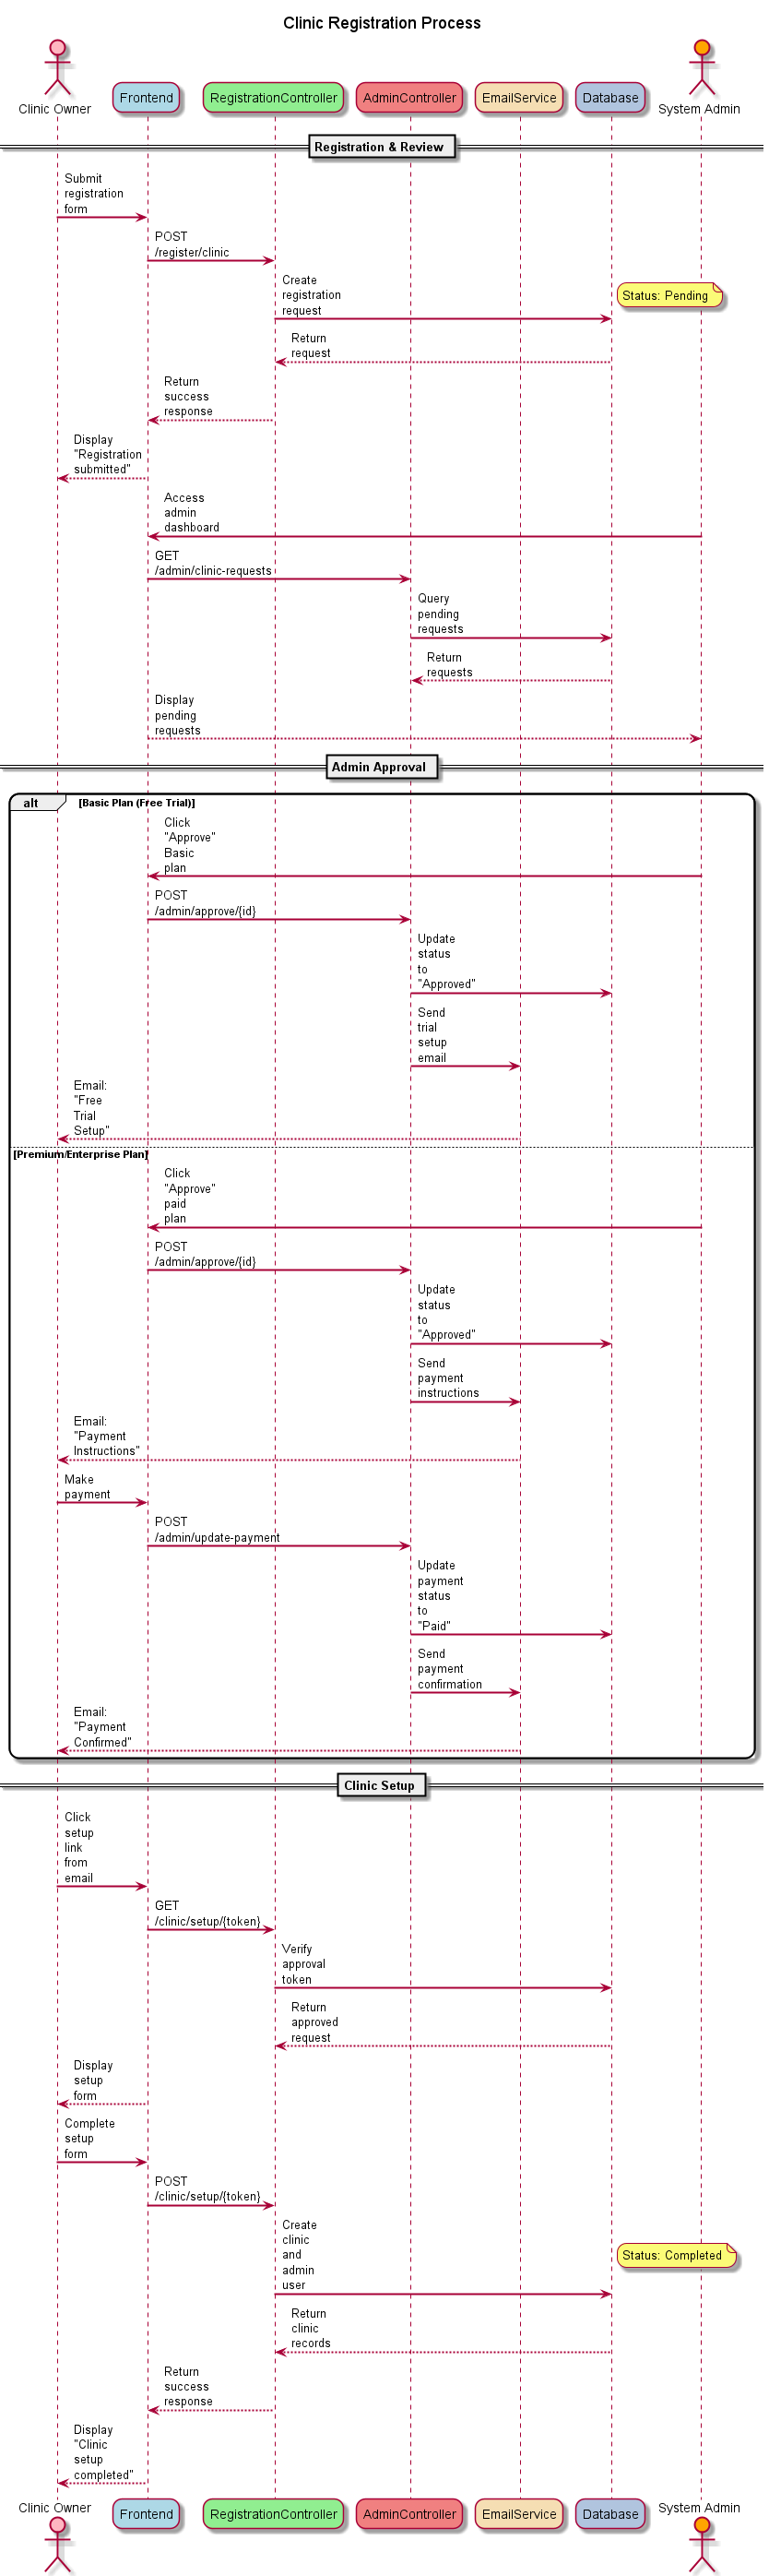 Clinic Registration Process
Clinic Owner
Frontend
RegistrationController
AdminController
EmailService
Database
System Admin
Registration & Review
Submit
registration
form
POST
/register/clinic
Create
registration
request
Status: Pending
Return
request
Return
success
response
Display
"Registration
submitted"
Access
admin
dashboard
GET
/admin/clinic-requests
Query
pending
requests
Return
requests
Display
pending
requests
Admin Approval
alt
[Basic Plan (Free Trial)]
Click
"Approve"
Basic
plan
POST
/admin/approve/{id}
Update
status
to
"Approved"
Send
trial
setup
email
Email:
"Free
Trial
Setup"
[Premium/Enterprise Plan]
Click
"Approve"
paid
plan
POST
/admin/approve/{id}
Update
status
to
"Approved"
Send
payment
instructions
Email:
"Payment
Instructions"
Make
payment
POST
/admin/update-payment
Update
payment
status
to
"Paid"
Send
payment
confirmation
Email:
"Payment
Confirmed"
Clinic Setup
Click
setup
link
from
email
GET
/clinic/setup/{token}
Verify
approval
token
Return
approved
request
Display
setup
form
Complete
setup
form
POST
/clinic/setup/{token}
Create
clinic
and
admin
user
Status: Completed
Return
clinic
records
Return
success
response
Display
"Clinic
setup
completed"
Clinic Owner
Frontend
RegistrationController
AdminController
EmailService
Database
System Admin